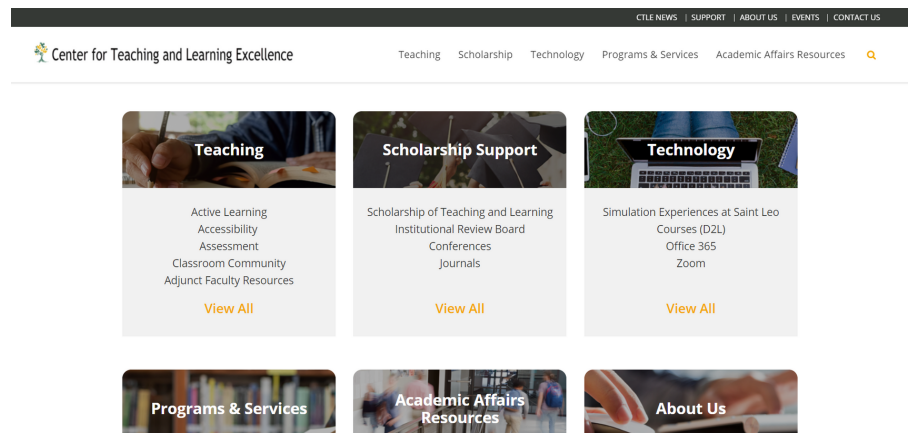 CTLE NEWS | SUPPORT | ABOUT US | EVENTS | CONTACT US
Center for Teaching and Learning Excellence
Teaching Scholarship Technology Programs & Services Academic Affairs Resources
Teaching
Active Learning
Accessibility
Assessment
Classroom Community
Adjunct Faculty Resources
View All
Scholarship Support
Scholarship of Teaching and Learning
Institutional Review Board
Conferences
Journals
View All
Technology
Simulation Experiences at Saint Leo
Courses (D2L)
Office 365
Zoom
View All
Programs & Services
Academic Affairs
Resources
About Us